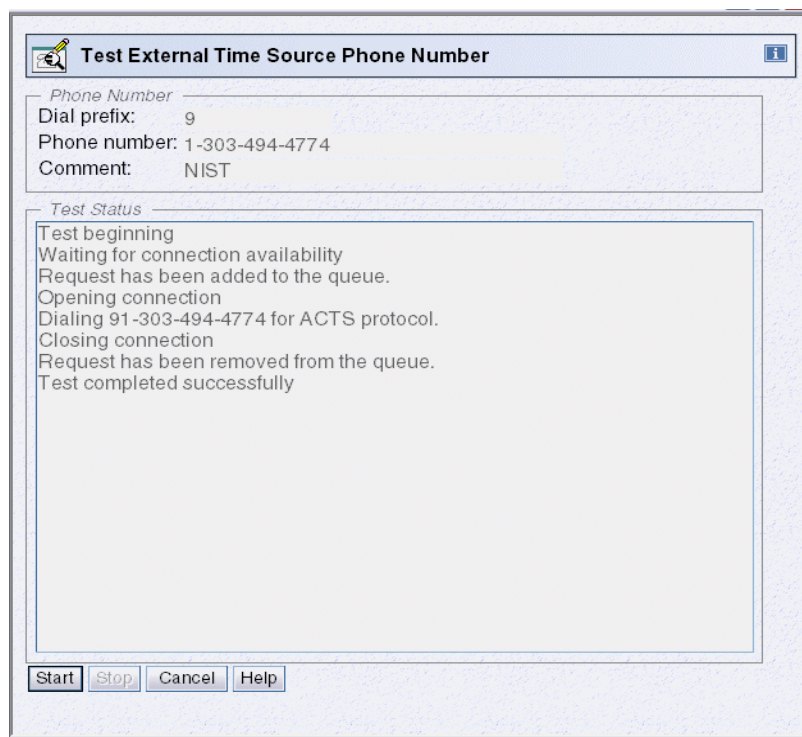 Test External Time Source Phone Number
i
Phone Number
Dial prefix: 9
Phone number: 1-303-494-4774
Comment: NIST
Test Status
Test beginning
Waiting for connection availability
Request has been added to the queue.
Opening connection
Dialing 91-303-494-4774 for ACTS protocol.
Closing connection
Request has been removed from the queue.
Test completed successfully
Start Stop Cancel Help